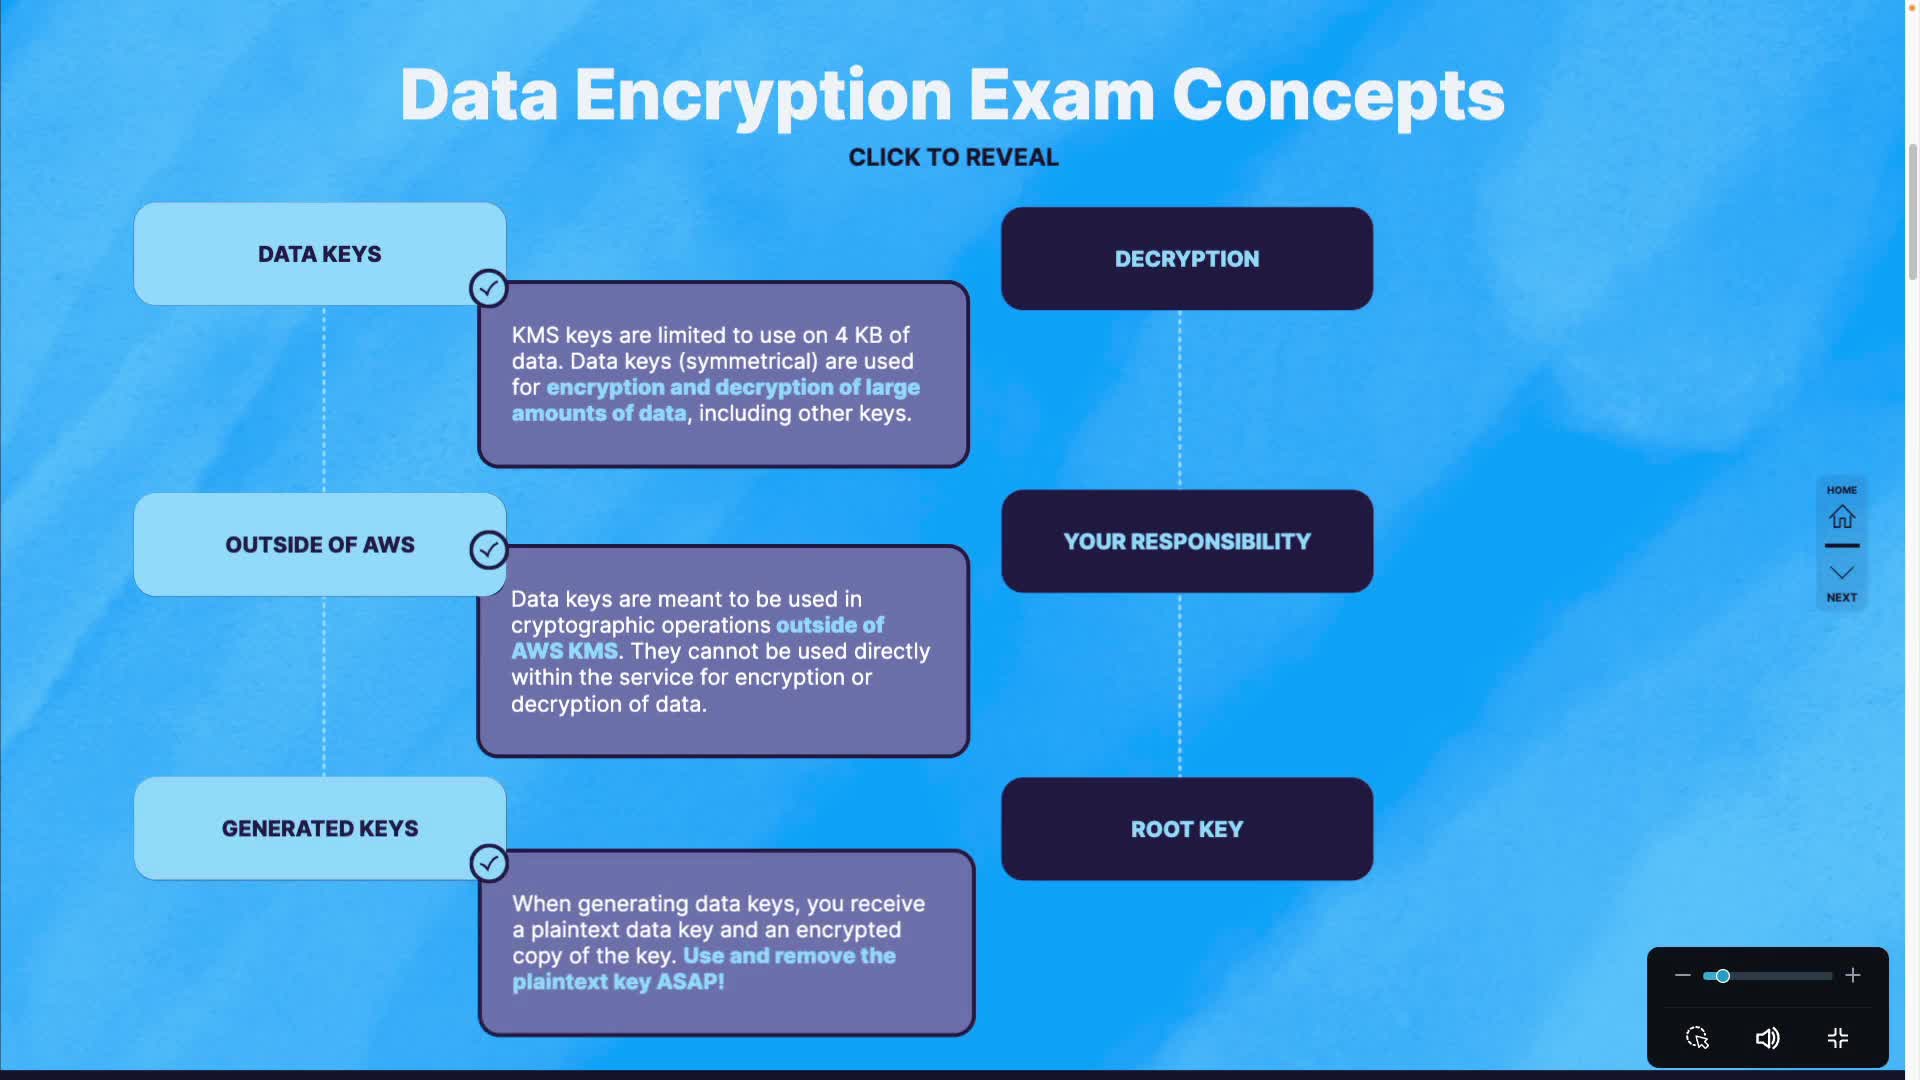 Data Encryption Exam Concepts
CLICK TO REVEAL
DATA KEYS
KMS keys are limited to use on 4 KB of
data. Data keys (symmetrical) are used
for encryption and decryption of large
amounts of data, including other keys.
OUTSIDE OF AWS
Data keys are meant to be used in
cryptographic operations outside of
AWS KMS. They cannot be used directly
within the service for encryption or
decryption of data.
GENERATED KEYS
When generating data keys, you receive
a plaintext data key and an encrypted
copy of the key. Use and remove the
plaintext key ASAP!
DECRYPTION
YOUR RESPONSIBILITY
ROOT KEY
HOME
NEXT